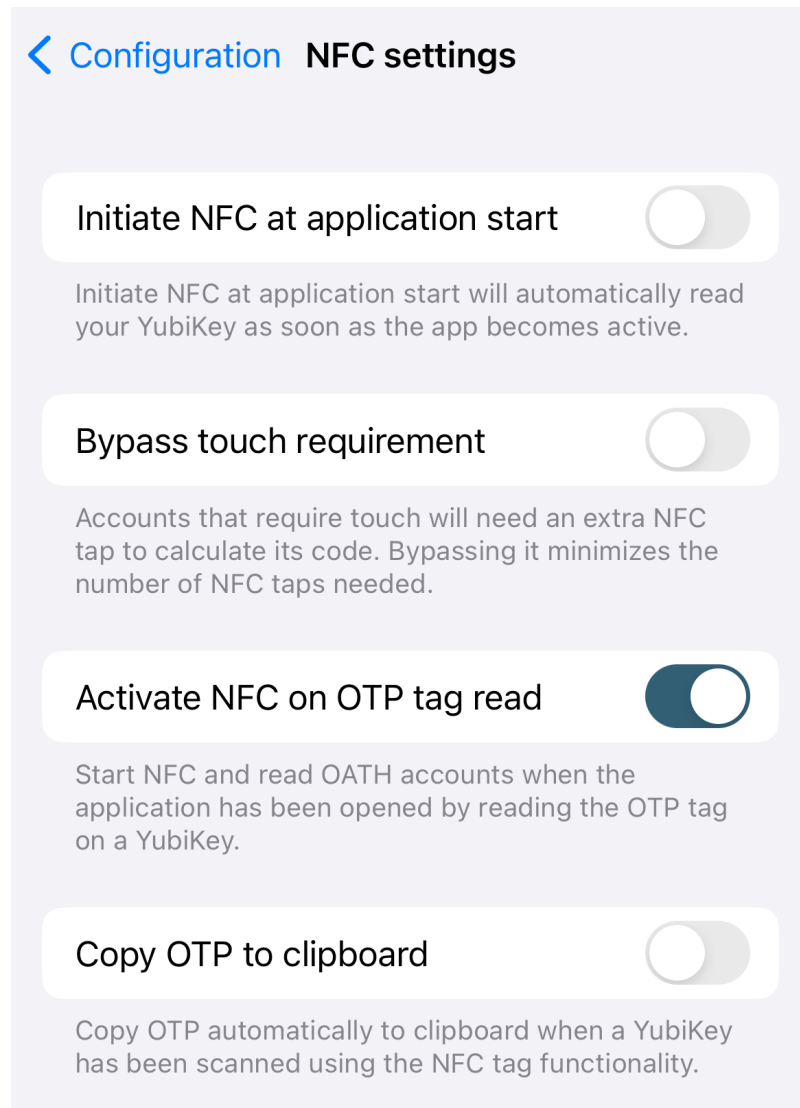 Configuration NFC settings
Initiate NFC at application start
Initiate NFC at application start will automatically read
your YubiKey as soon as the app becomes active.
Bypass touch requirement
Accounts that require touch will need an extra NFC
tap to calculate its code. Bypassing it minimizes the
number of NFC taps needed.
Activate NFC on OTP tag read
Start NFC and read OATH accounts when the
application has been opened by reading the OTP tag
on a YubiKey.
Copy OTP to clipboard
Copy OTP automatically to clipboard when a YubiKey
has been scanned using the NFC tag functionality.